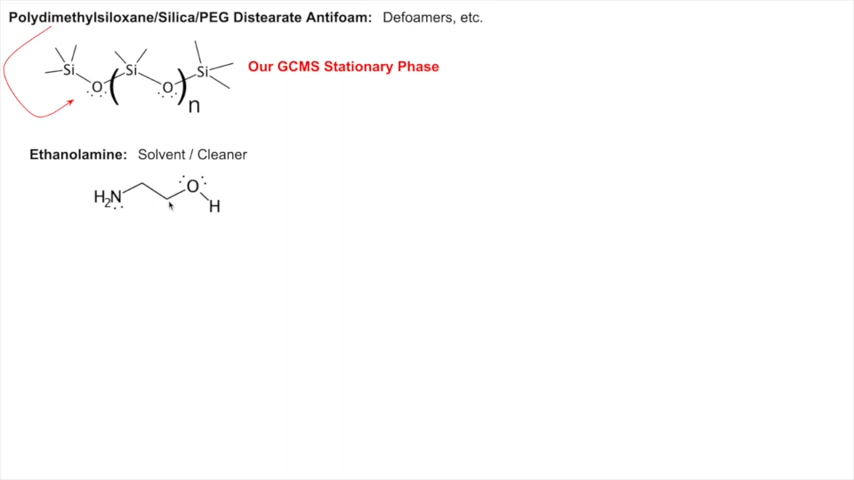 Polydimethylsiloxane/Silica/PEG Distearate Antifoam: Defoamers, etc.
Si
Si
Si
O
O
n
Our GCMS Stationary Phase
Ethanolamine: Solvent / Cleaner
H2N
O
H